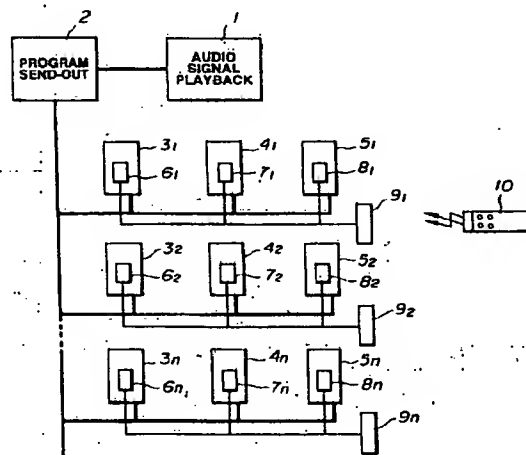 2 1
PROGRAM SEND-OUT
AUDIO SIGNAL PLAYBACK
3₁ 4₁ 5₁
6₁ 7₁ 8₁
9₁ 10
3₂ 4₂ 5₂
6₂ 7₂ 8₂
9₂
3n 4n 5n
6n 7n 8n
9n